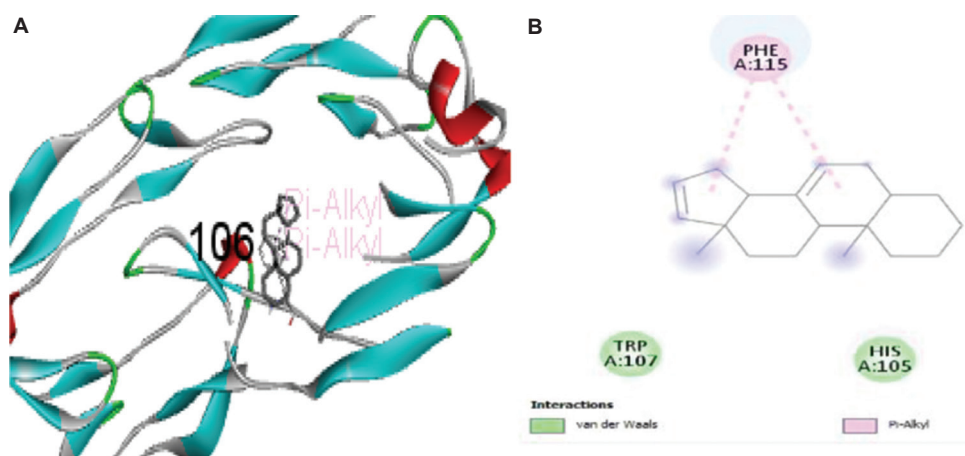 A
Pi-Alkyl
106
Pi-Alkyl
B
PHE
A:115
TRP
A:107
HIS
A:105
Interactions
van der Waals
Pi-Alkyl